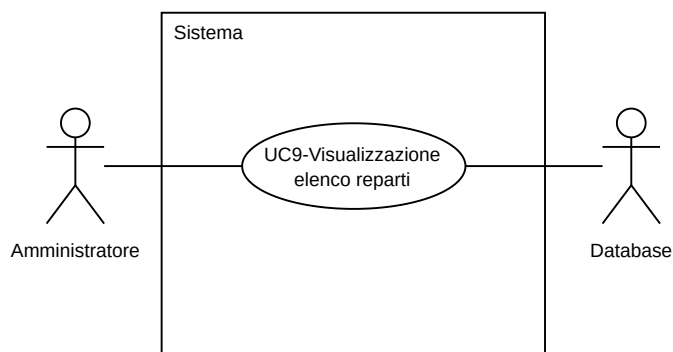 Sistema
UC9-Visualizzazione
elenco reparti
Amministratore
Database